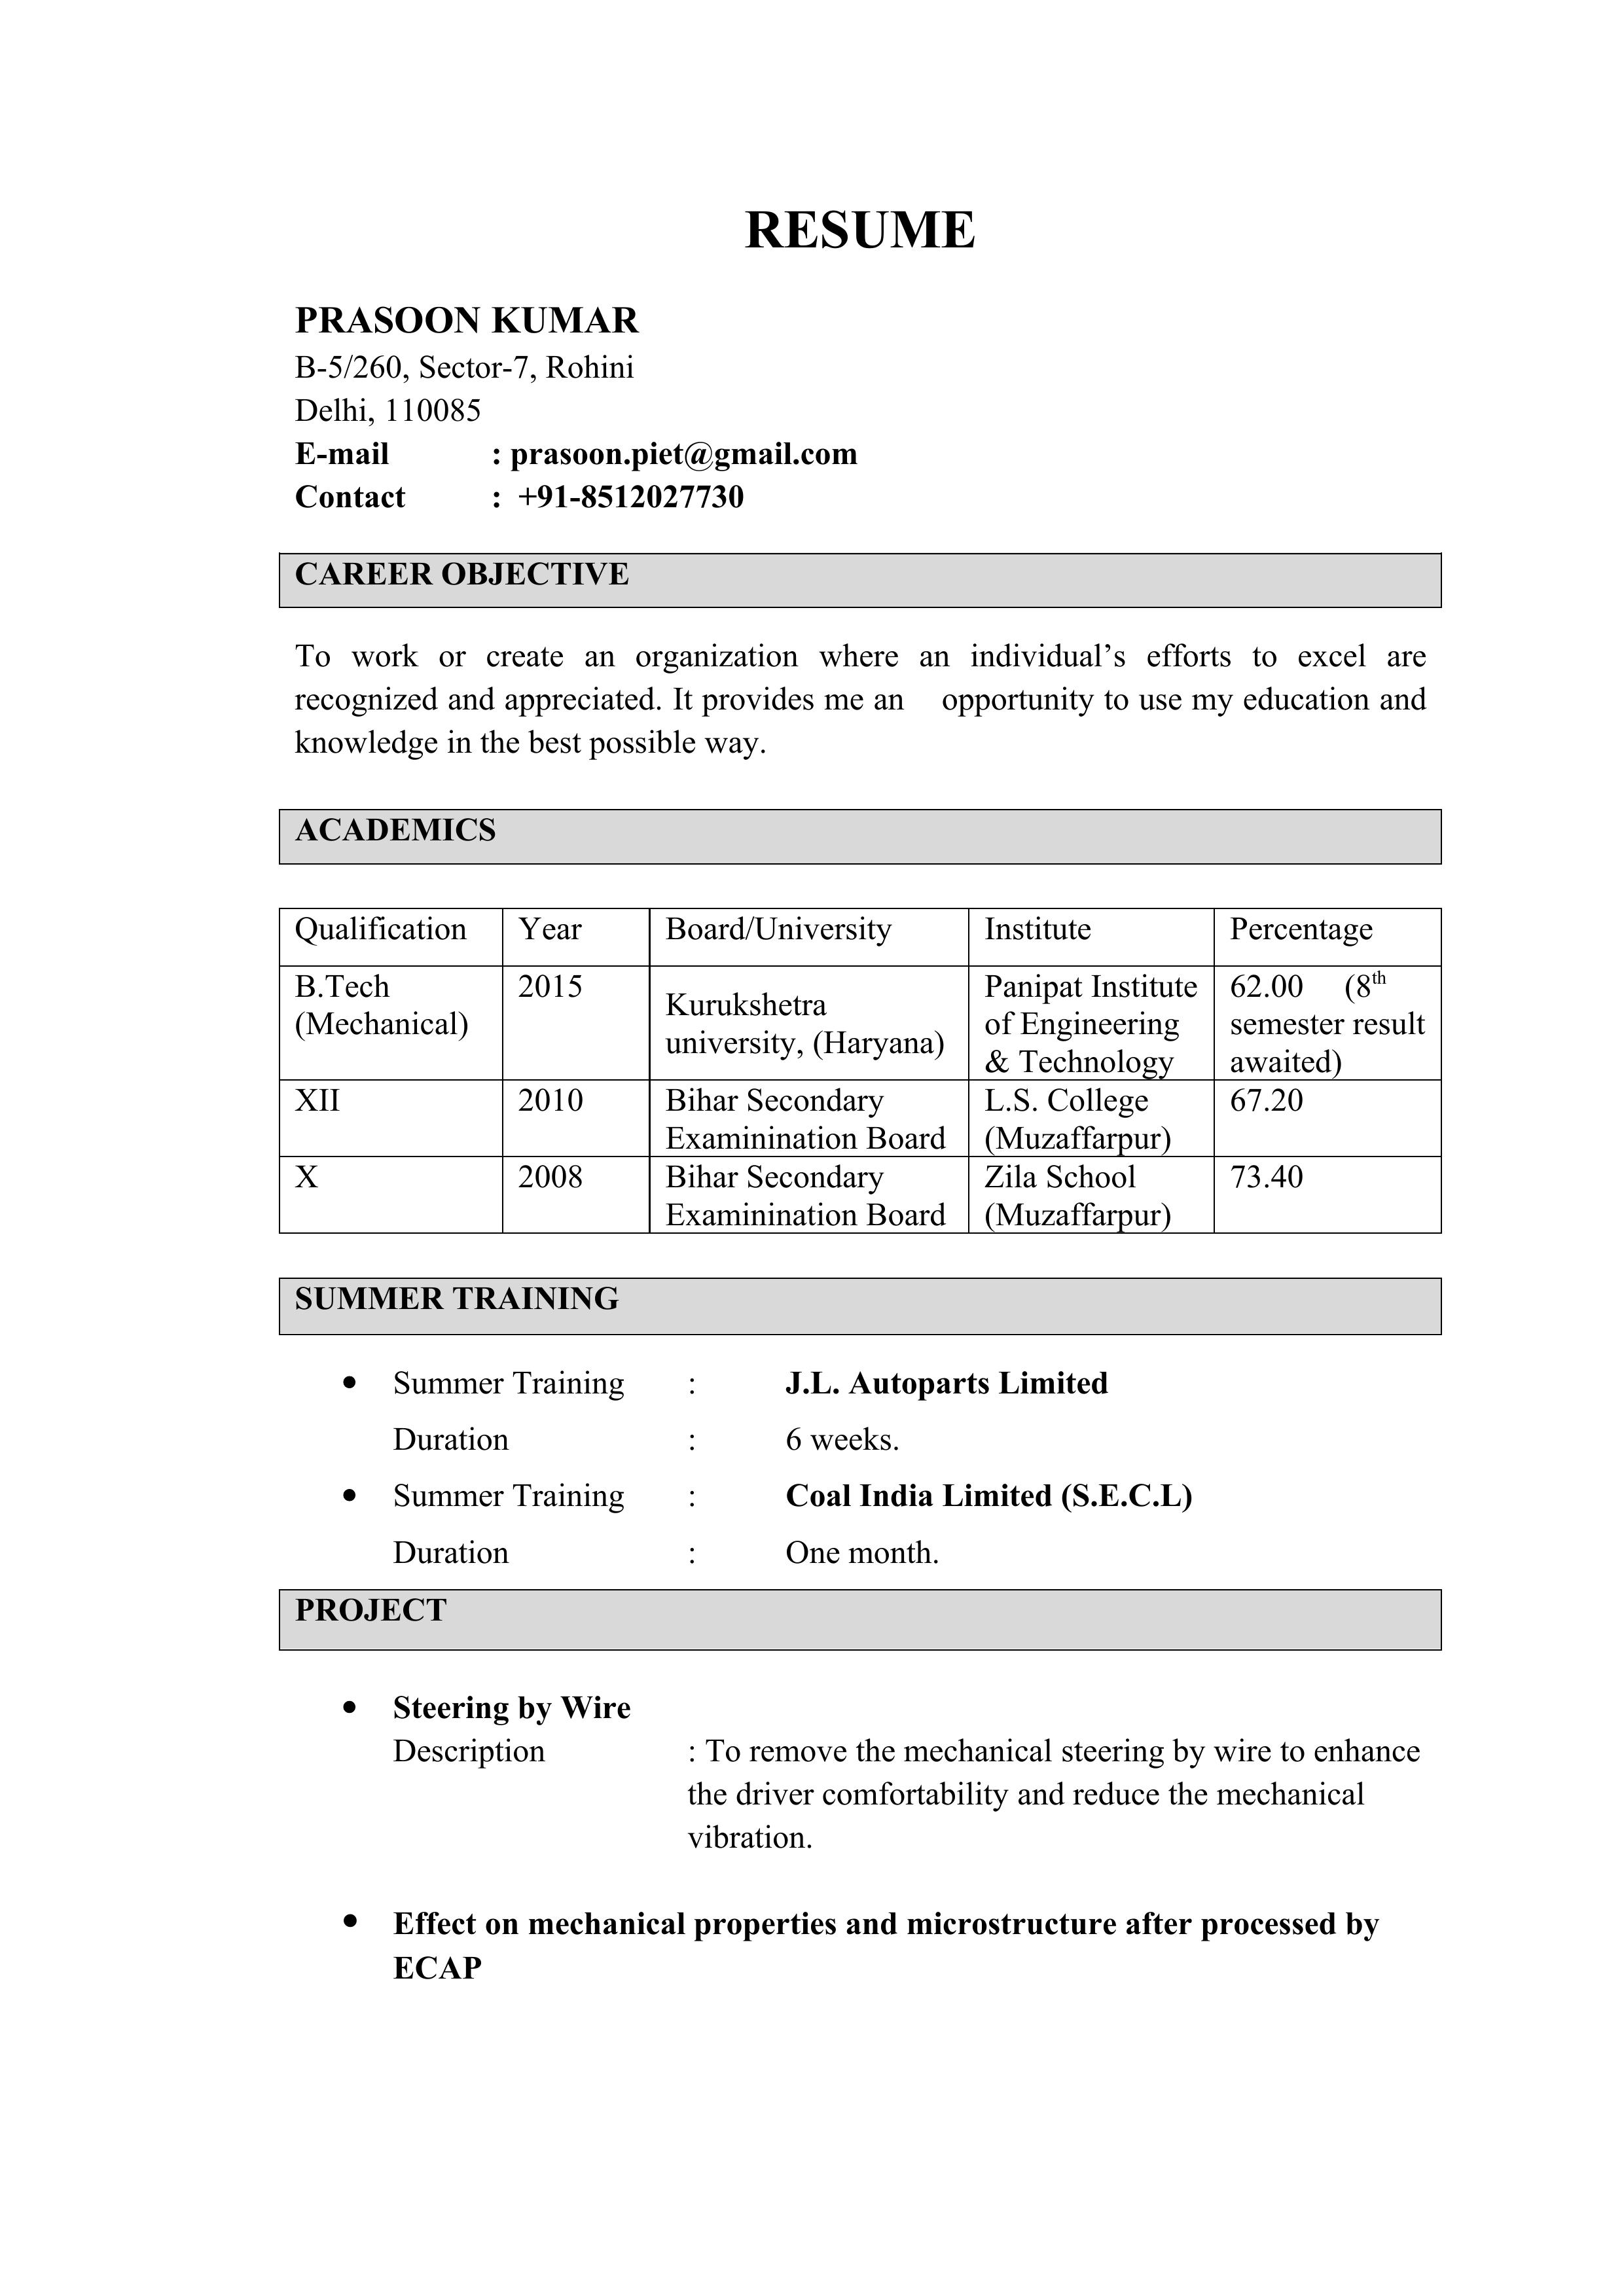 RESUME
PRASOON KUMAR
B-5/260, Sector-7, Rohini
Delhi, 110085
E-mail : prasoon.piet@gmail.com
Contact : +91-8512027730
CAREER OBJECTIVE
To work or create an organization where an individual’s efforts to excel are
recognized and appreciated. It provides me an opportunity to use my education and
knowledge in the best possible way.
ACADEMICS
Qualification Year Board/University Institute Percentage
B.Tech (Mechanical) 2015 Kurukshetra university, (Haryana) Panipat Institute of Engineering & Technology 62.00 (8th semester result awaited)
XII 2010 Bihar Secondary Examinination Board L.S. College (Muzaffarpur) 67.20
X 2008 Bihar Secondary Examinination Board Zila School (Muzaffarpur) 73.40
SUMMER TRAINING
• Summer Training : J.L. Autoparts Limited
Duration : 6 weeks.
• Summer Training : Coal India Limited (S.E.C.L)
Duration : One month.
PROJECT
• Steering by Wire
Description : To remove the mechanical steering by wire to enhance
the driver comfortability and reduce the mechanical
vibration.
• Effect on mechanical properties and microstructure after processed by
ECAP